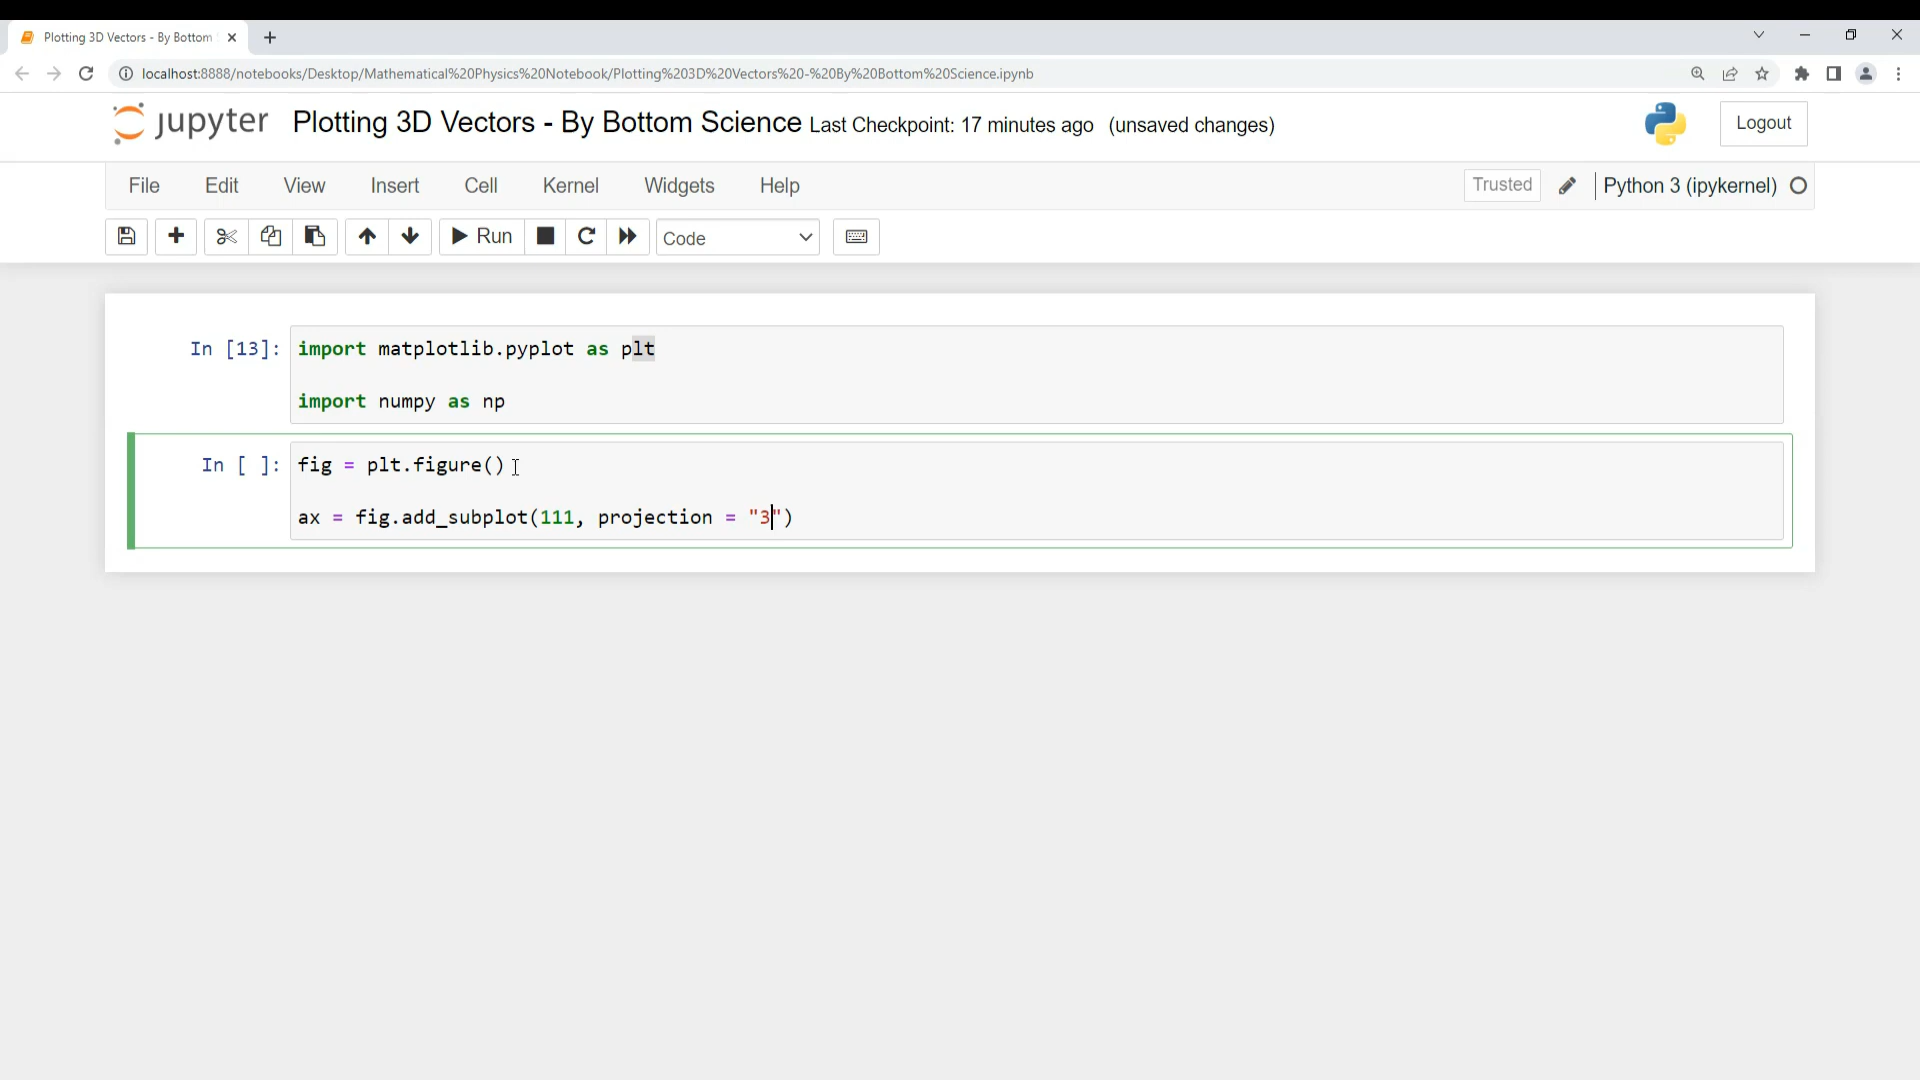 Plotting 3D Vectors - By Bottom
localhost:8888/notebooks/Desktop/Mathematical%20Physics%20Notebook/Plotting%203D%20Vectors%20-%20By%20Bottom%20Science.ipynb
jupyter Plotting 3D Vectors - By Bottom Science Last Checkpoint: 17 minutes ago (unsaved changes) Logout
File Edit View Insert Cell Kernel Widgets Help Trusted Python 3 (ipykernel)
Run Code
In [13]: import matplotlib.pyplot as plt
import numpy as np
In [ ]: fig = plt.figure()
ax = fig.add_subplot(111, projection = "3")